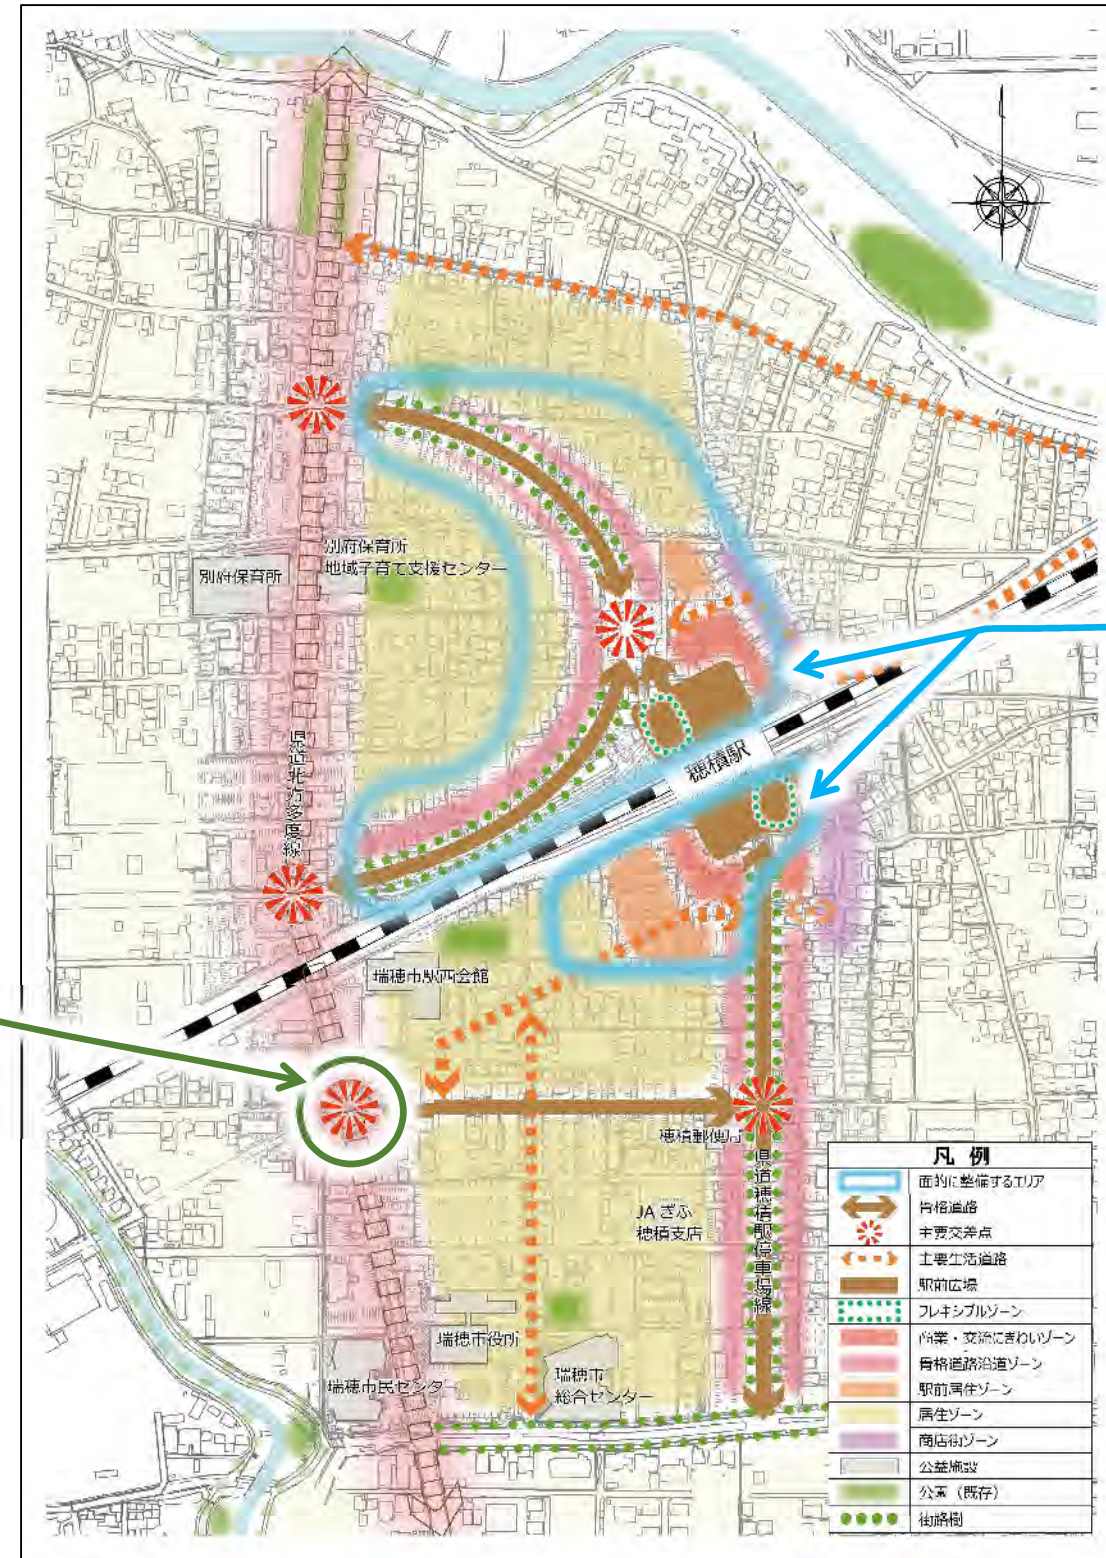 別府保育所
地域子育て支援センター
別府保育所
県道北方多度線
穂積駅
瑞穂市駅西会館
穂積郵便局
県道穂積駅停車場線
JAぎふ
穂積支店
瑞穂市役所
瑞穂市民センタ
瑞穂市
総合センター
凡 例
面的に整備するエリア
骨格道路
主要交差点
主要生活道路
駅前広場
フレキシブルゾーン
商業・交流にぎわいゾーン
骨格道路沿道ゾーン
駅前居住ゾーン
居住ゾーン
商店街ゾーン
公益施設
公園（既存）
街路樹